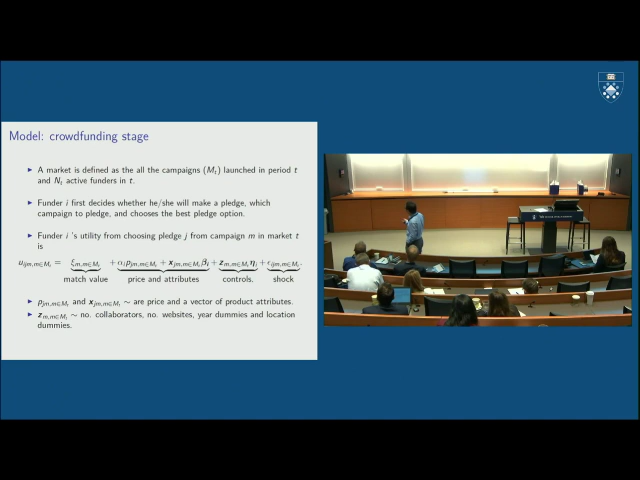 Model: crowdfunding stage
▶ A market is defined as the all the campaigns (M_t) launched in period t
and N_t active funders in t.
▶ Funder i first decides whether he/she will make a pledge, which
campaign to pledge, and chooses the best pledge option.
▶ Funder i 's utility from choosing pledge j from campaign m in market t
is
u_{ijm,m∈M_t} = ξ_{m,m∈M_t} + α_i p_{jm,m∈M_t} + x_{jm,m∈M_t} β_i + z_{m,m∈M_t} η_i + ε_{ijm,m∈M_t}.
match value price and attributes controls, shock
▶ p_{jm,m∈M_t} and x_{jm,m∈M_t} ∼ are price and a vector of product attributes.
▶ z_{m,m∈M_t} ∼ no. collaborators, no. websites, year dummies and location
dummies.